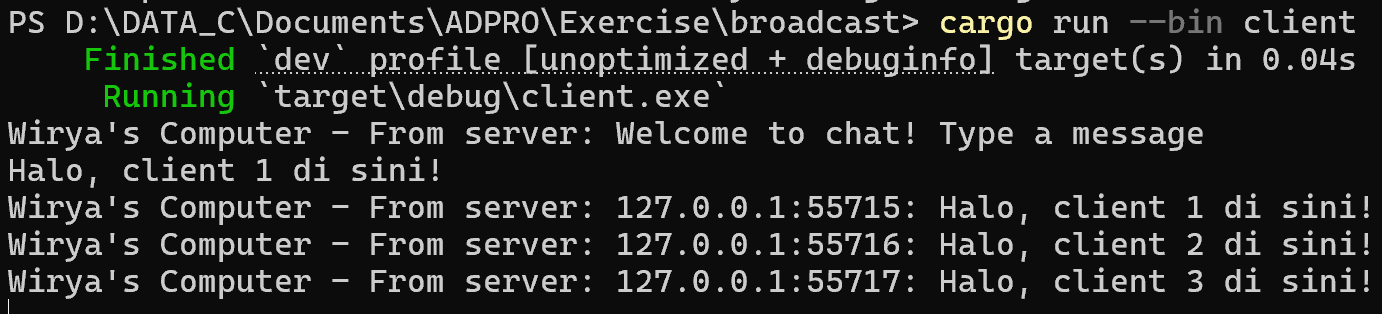 PS D:\DATA_C\Documents\ADPRO\Exercise\broadcast> cargo run --bin client
Finished `dev` profile [unoptimized + debuginfo] target(s) in 0.04s
Running `target\debug\client.exe`
Wirya's Computer - From server: Welcome to chat! Type a message
Halo, client 1 di sini!
Wirya's Computer - From server: 127.0.0.1:55715: Halo, client 1 di sini!
Wirya's Computer - From server: 127.0.0.1:55716: Halo, client 2 di sini!
Wirya's Computer - From server: 127.0.0.1:55717: Halo, client 3 di sini!